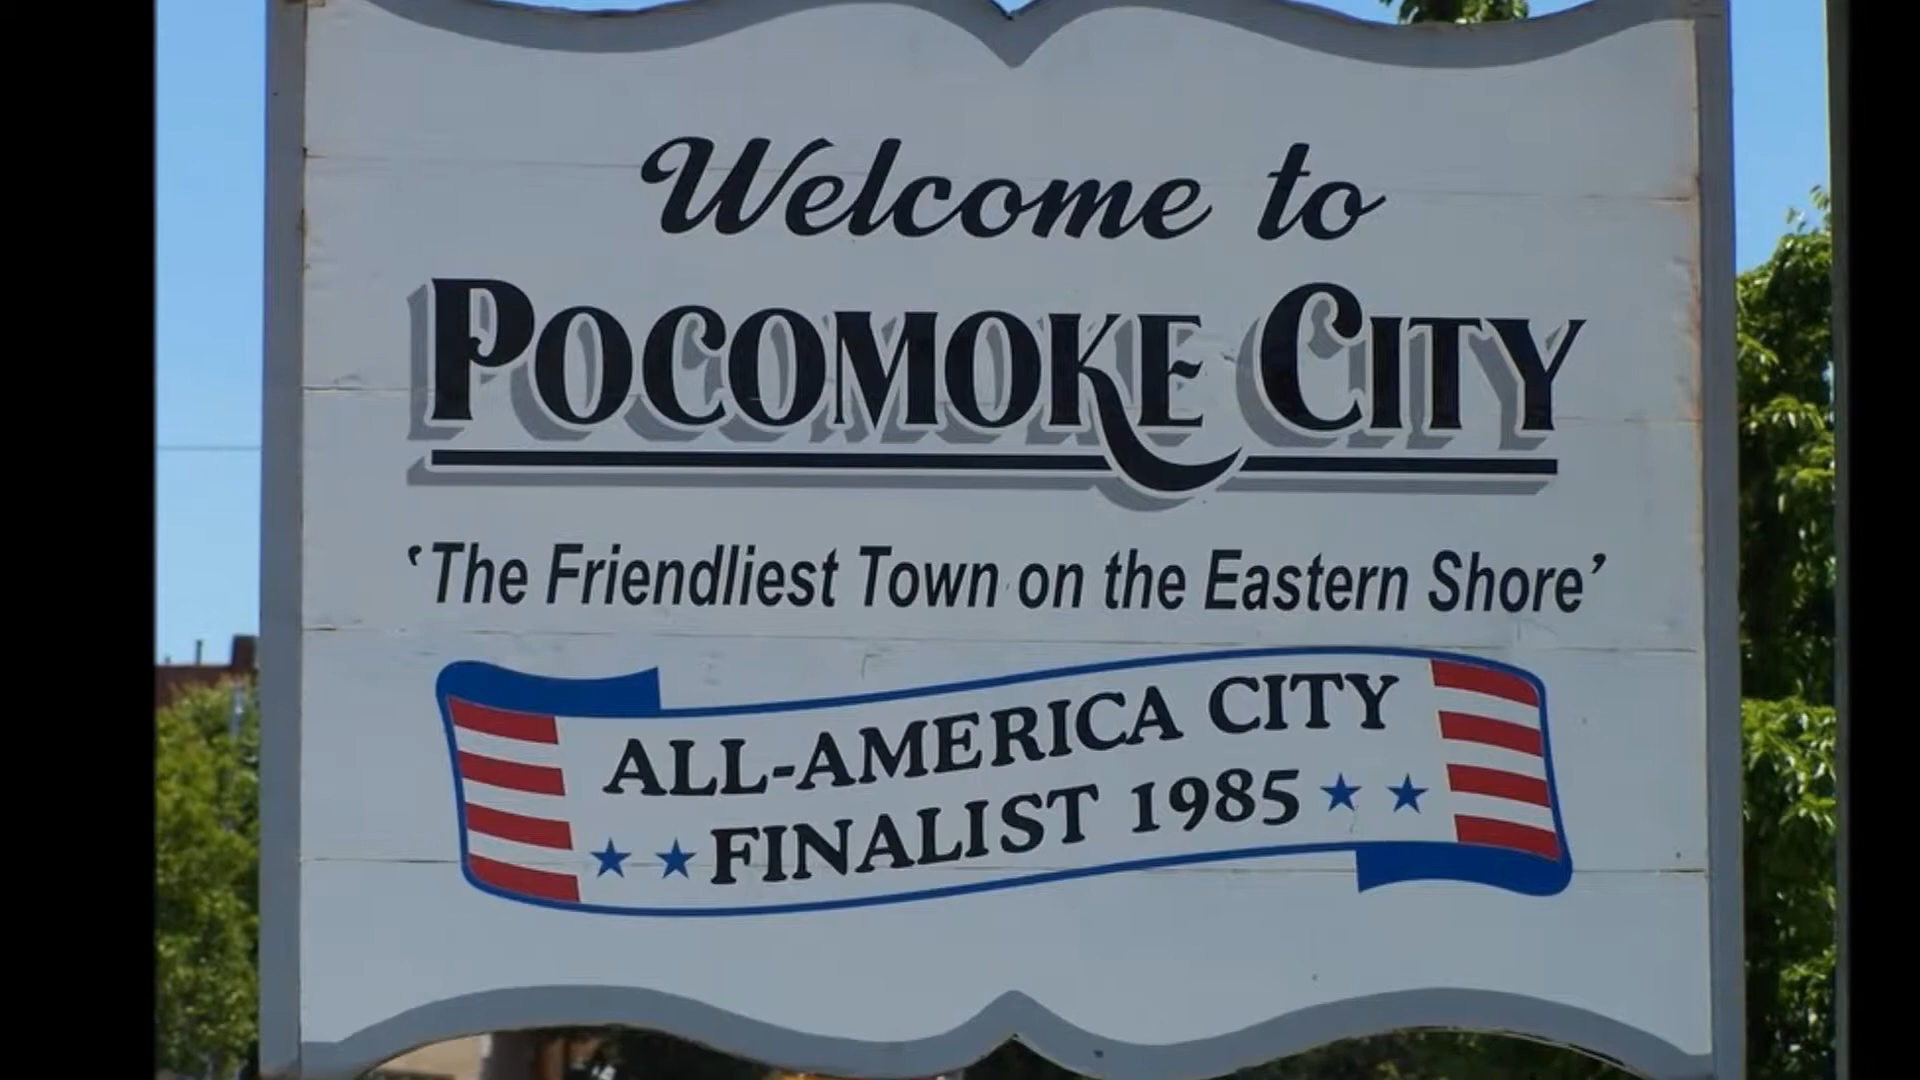 Welcome to
POCOMOKE CITY
‘The Friendliest Town on the Eastern Shore’
ALL-AMERICA CITY
FINALIST 1985